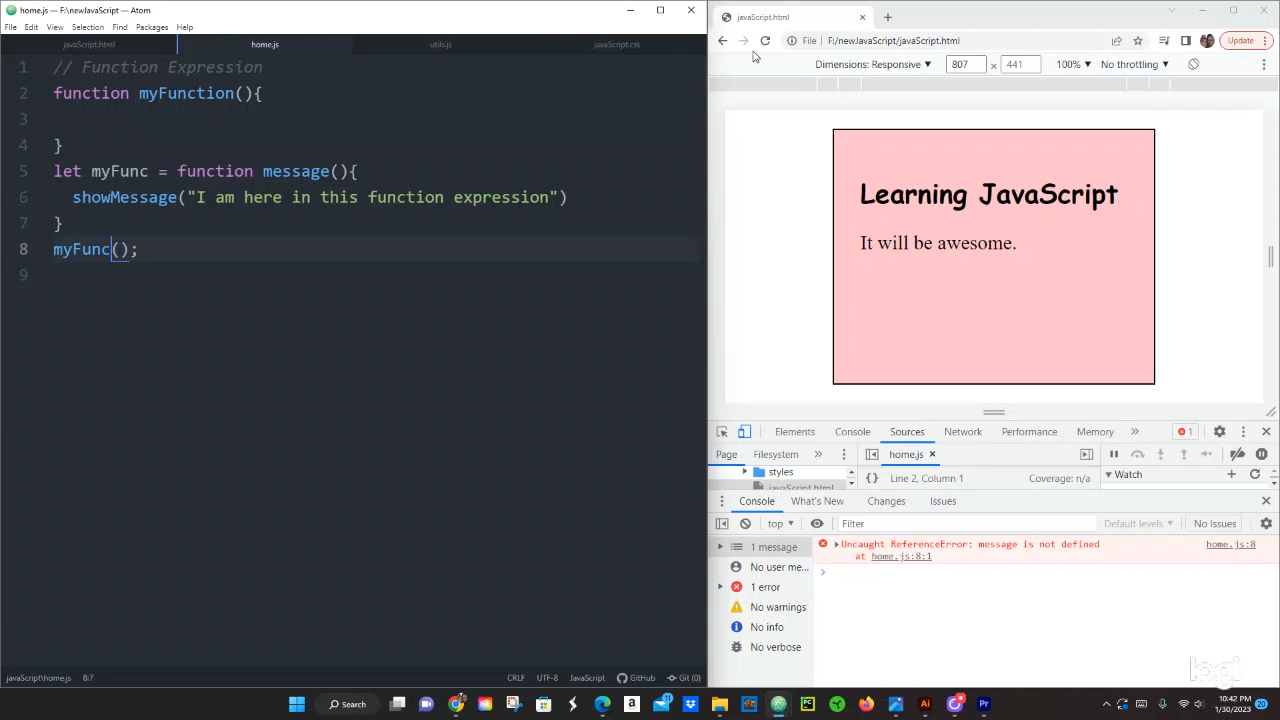 home.js — F:\newJavaScript — Atom
File Edit View Selection Find Packages Help
javaScript.html home.js utils.js javaScript.css
1 // Function Expression
2 function myFunction(){
3
4 }
5 let myFunc = function message(){
6 showMessage("I am here in this function expression")
7 }
8 myFunc();
9
javaScript\home.js 8:7 CRLF UTF-8 JavaScript GitHub Git (0)
javaScript.html
File F:/newJavaScript/javaScript.html Update
Dimensions: Responsive 807 × 441 100% No throttling
Learning JavaScript
It will be awesome.
Elements Console Sources Network Performance Memory » 1
Page Filesystem » home.js
styles
javaScript.html
{} Line 2, Column 1 Coverage: n/a
Watch
Console What's New Changes Issues
top Filter Default levels No Issues
1 message
No user me...
1 error
No warnings
No info
No verbose
Uncaught ReferenceError: message is not defined home.js:8
at home.js:8:1
Search
11
10:42 PM
1/30/2023
20